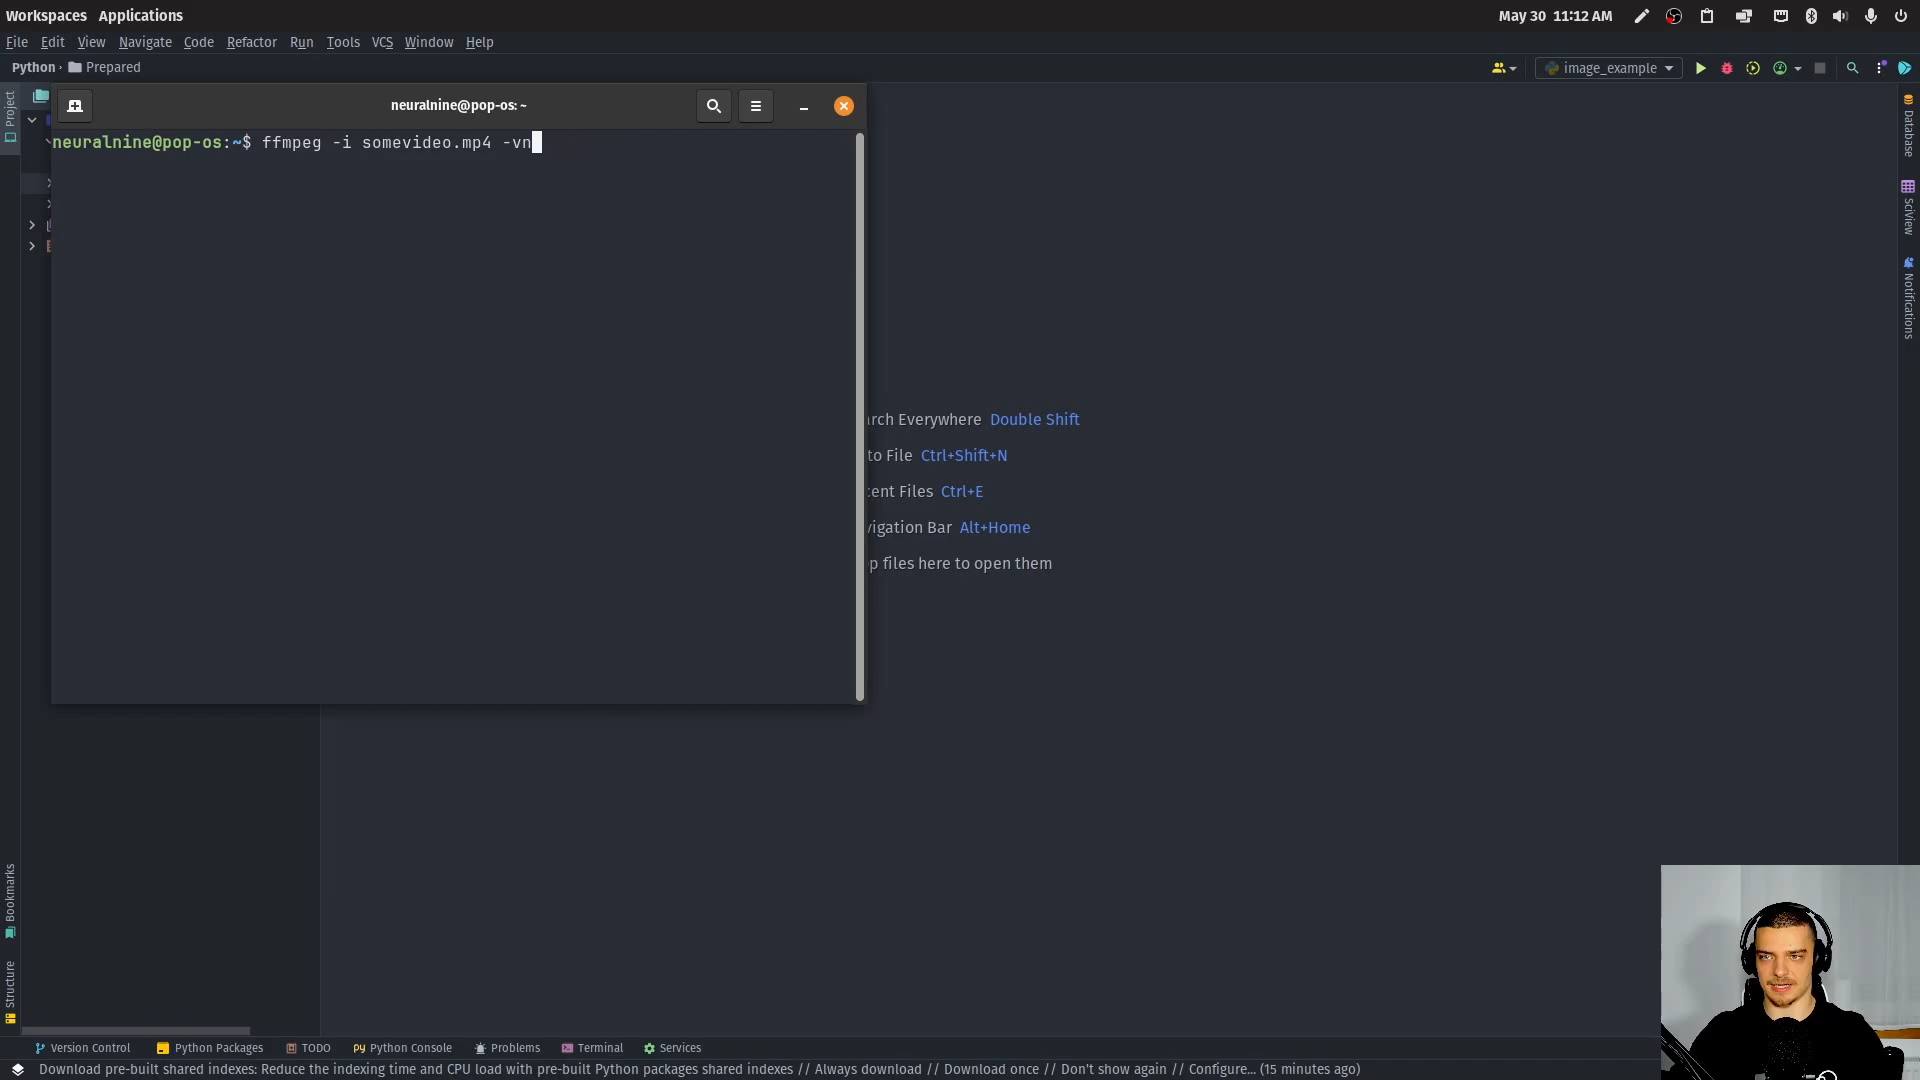 Workspaces Applications May 30 11:12 AM
File Edit View Navigate Code Refactor Run Tools VCS Window Help
Python › Prepared image_example
Project
neuralnine@pop-os: ~
neuralnine@pop-os:~$ ffmpeg -i somevideo.mp4 -vn
Database
SciView
Notifications
arch Everywhere Double Shift
to File Ctrl+Shift+N
cent Files Ctrl+E
vigation Bar Alt+Home
p files here to open them
Bookmarks
Structure
Version Control Python Packages TODO Python Console Problems Terminal Services
Download pre-built shared indexes: Reduce the indexing time and CPU load with pre-built Python packages shared indexes // Always download // Download once // Don't show again // Configure... (15 minutes ago)